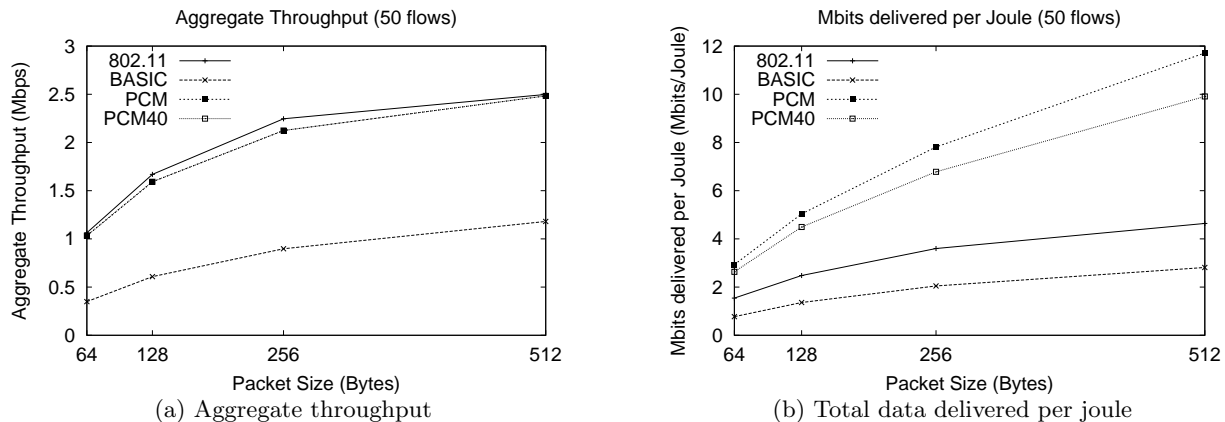 Aggregate Throughput (50 flows)
3
2.5
2
1.5
1
0.5
0
Aggregate Throughput (Mbps)
802.11
BASIC
PCM
PCM40
64
128
256
512
Packet Size (Bytes)
(a) Aggregate throughput
Mbits delivered per Joule (50 flows)
12
10
8
6
4
2
0
Mbits delivered per Joule (Mbits/Joule)
802.11
BASIC
PCM
PCM40
64
128
256
512
Packet Size (Bytes)
(b) Total data delivered per joule